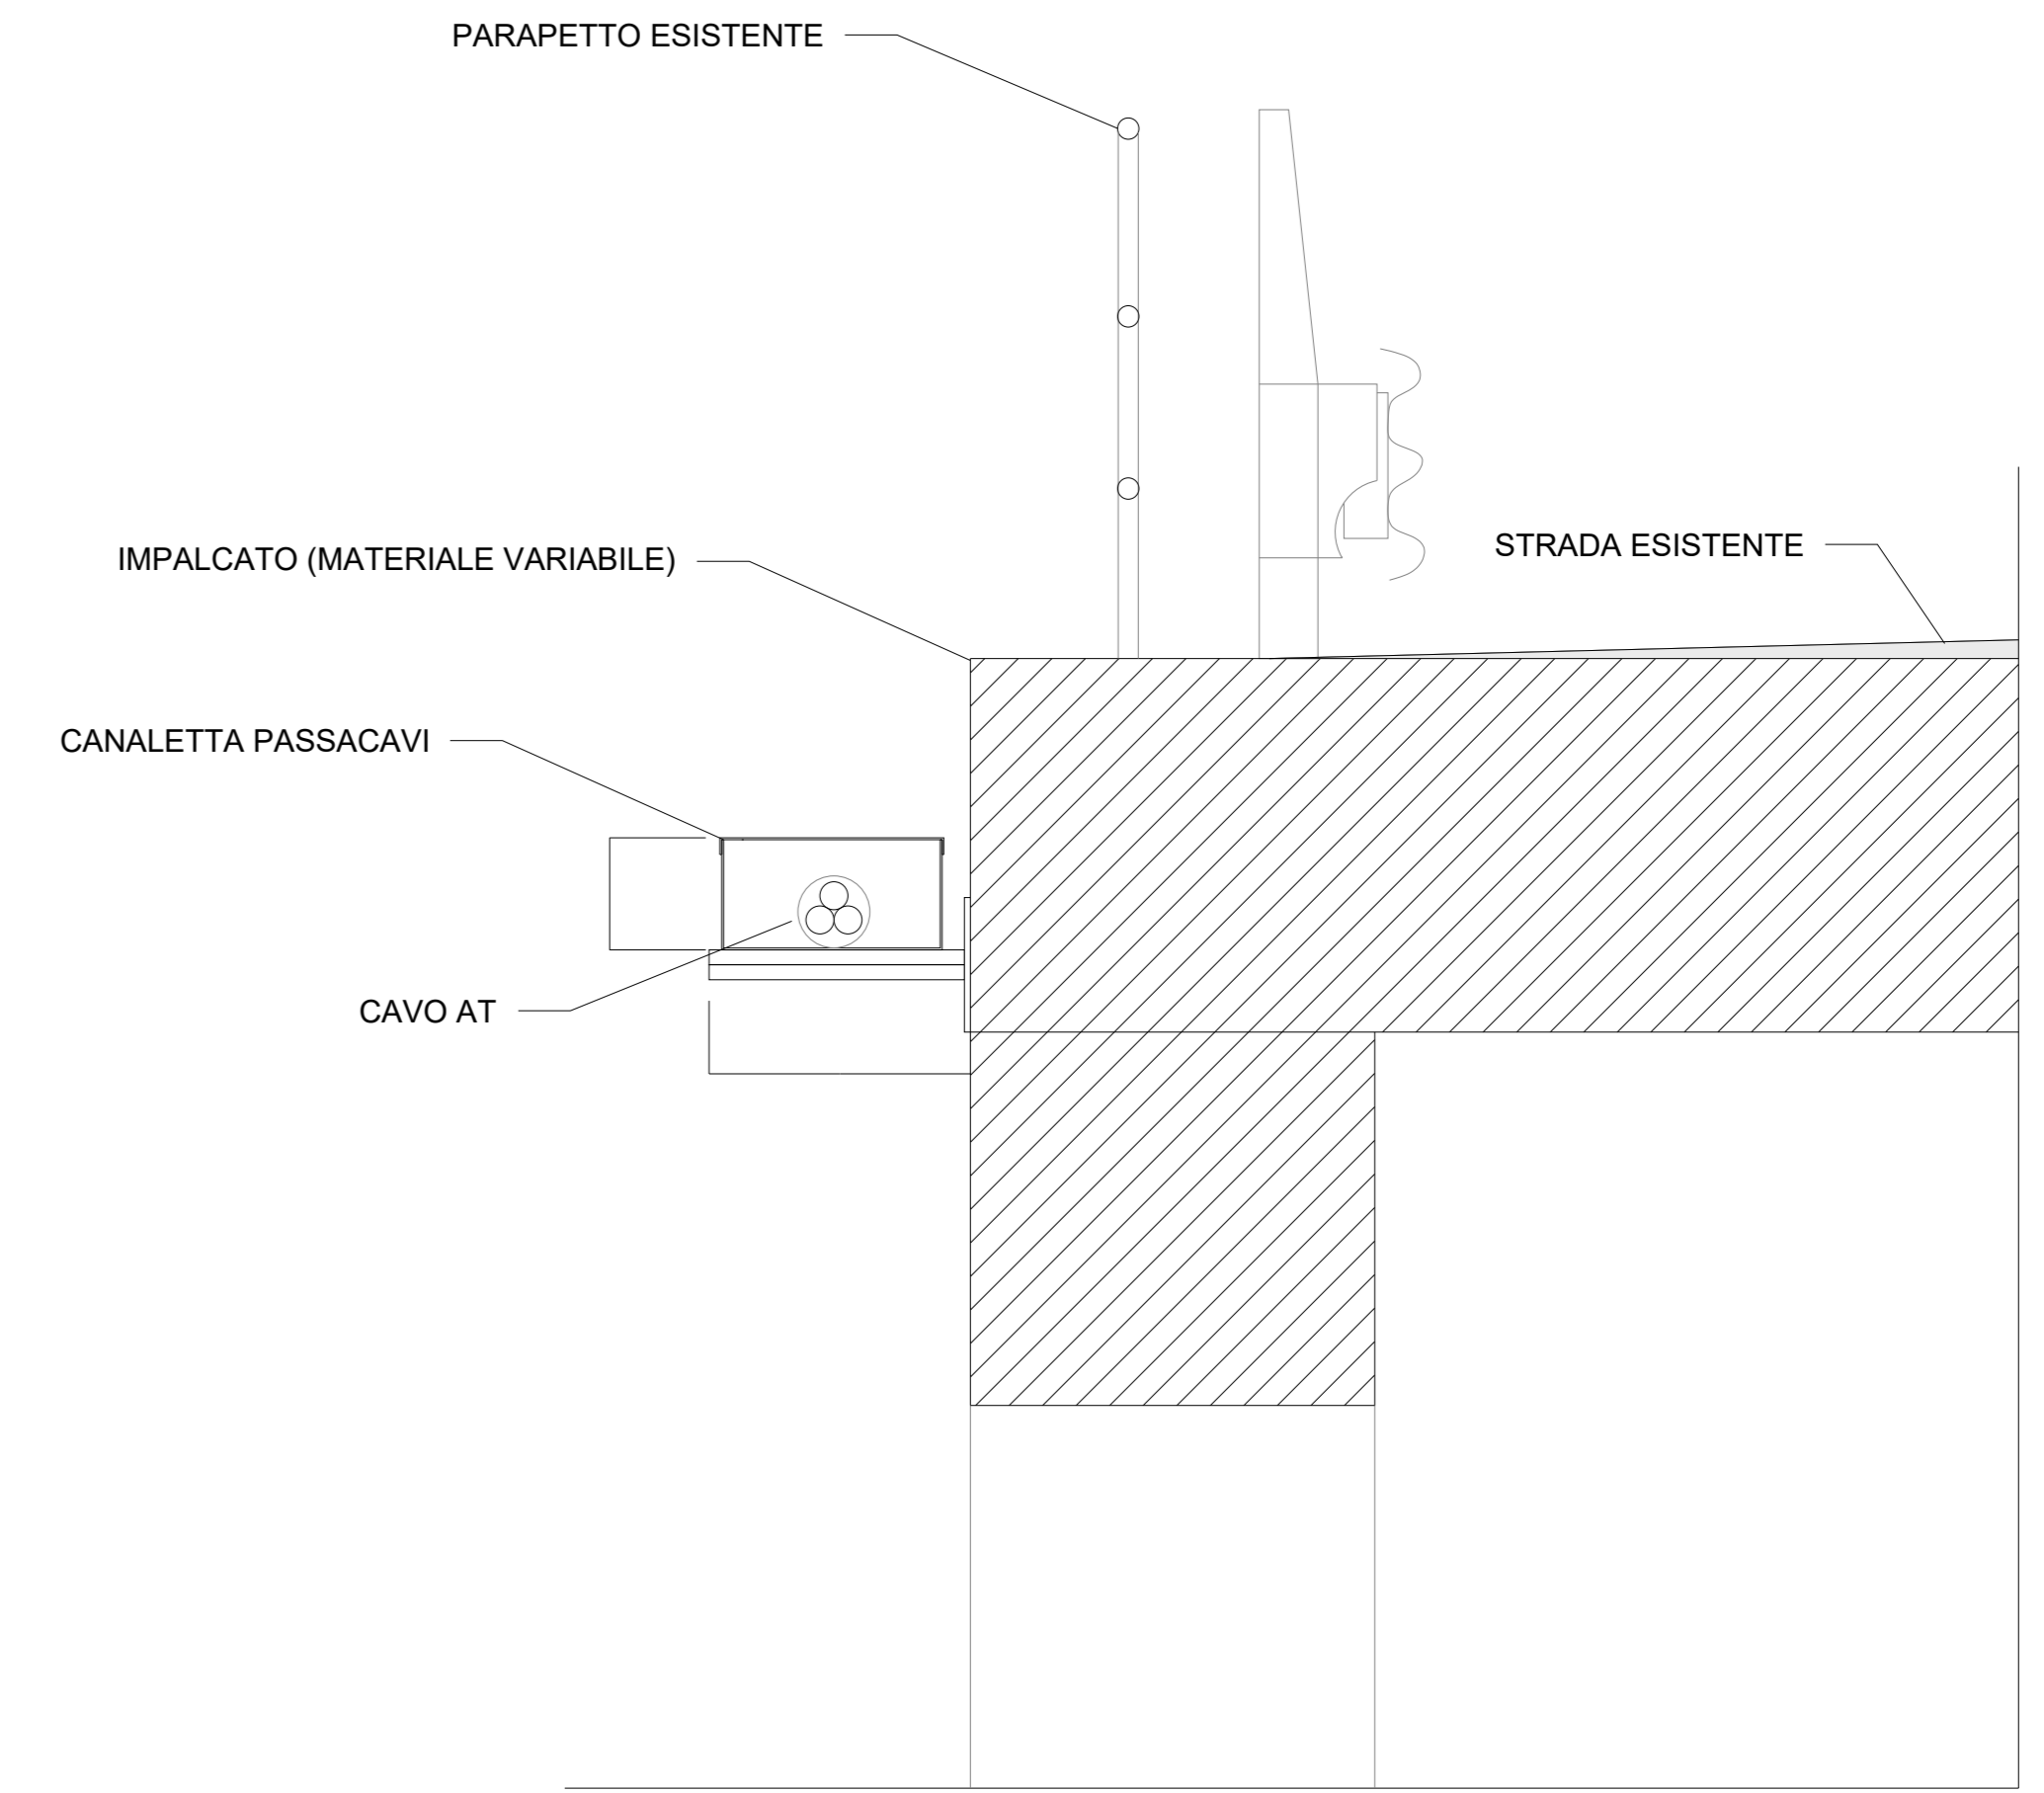 PARAPETTO ESISTENTE
STRADA ESISTENTE
IMPALCATO (MATERIALE VARIABILE)
CANALETTA PASSACAVI
CAVO AT